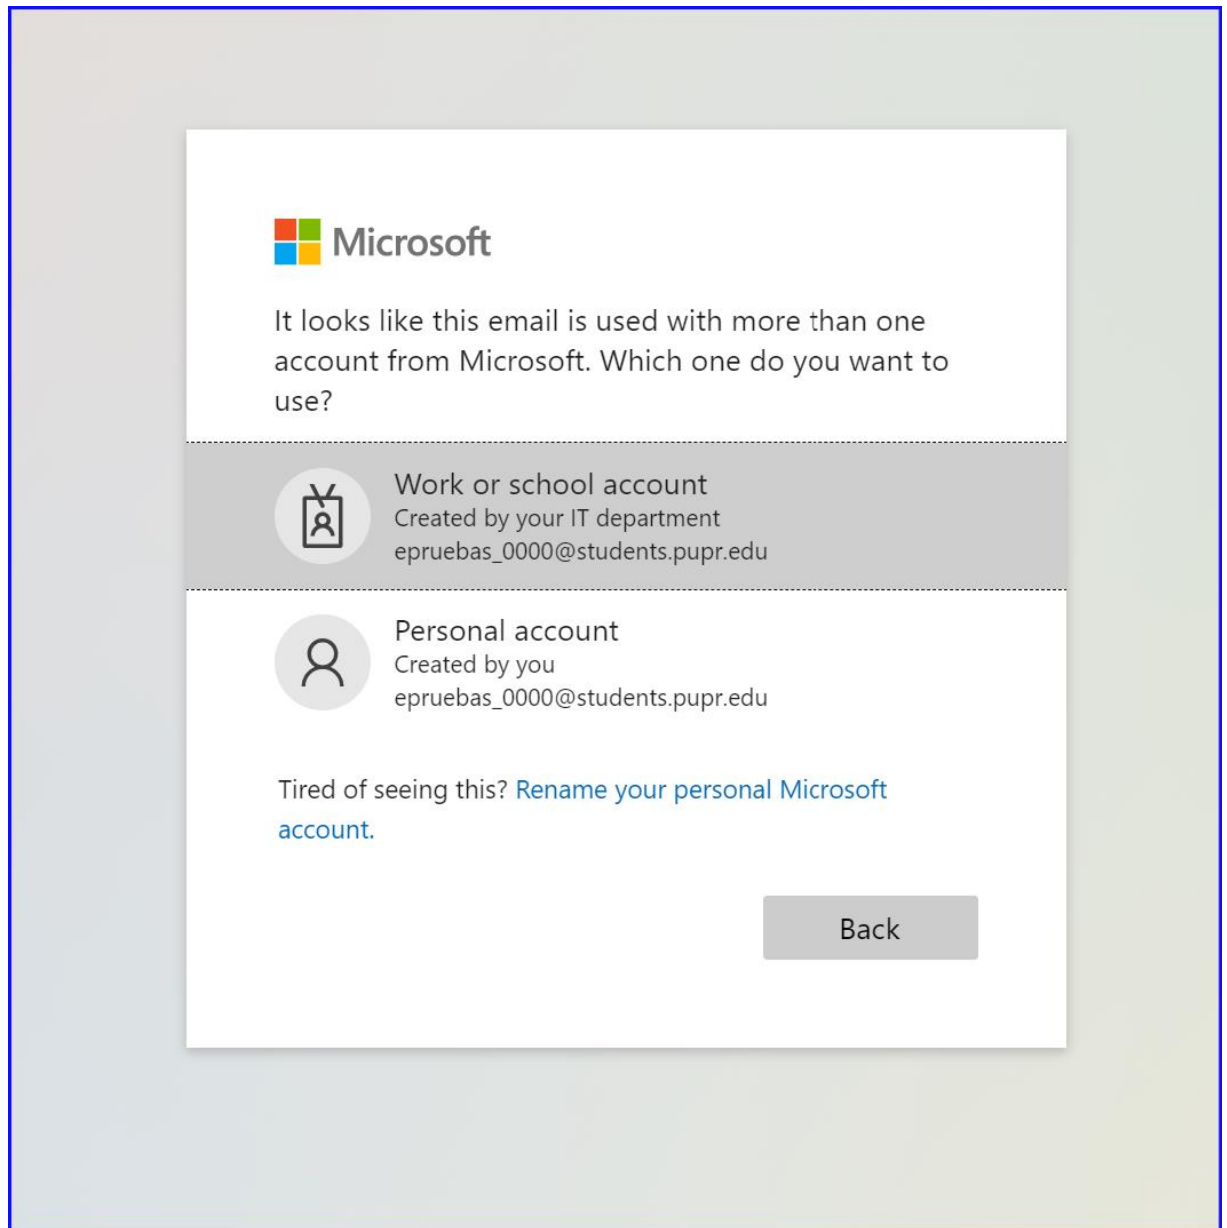 Microsoft
It looks like this email is used with more than one
account from Microsoft. Which one do you want to
use?
Work or school account
Created by your IT department
epruebas_0000@students.pupr.edu
Personal account
Created by you
epruebas_0000@students.pupr.edu
Tired of seeing this? Rename your personal Microsoft
account.
Back